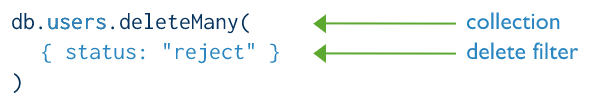 db.users.deleteMany( collection
{ status: "reject" } delete filter
)